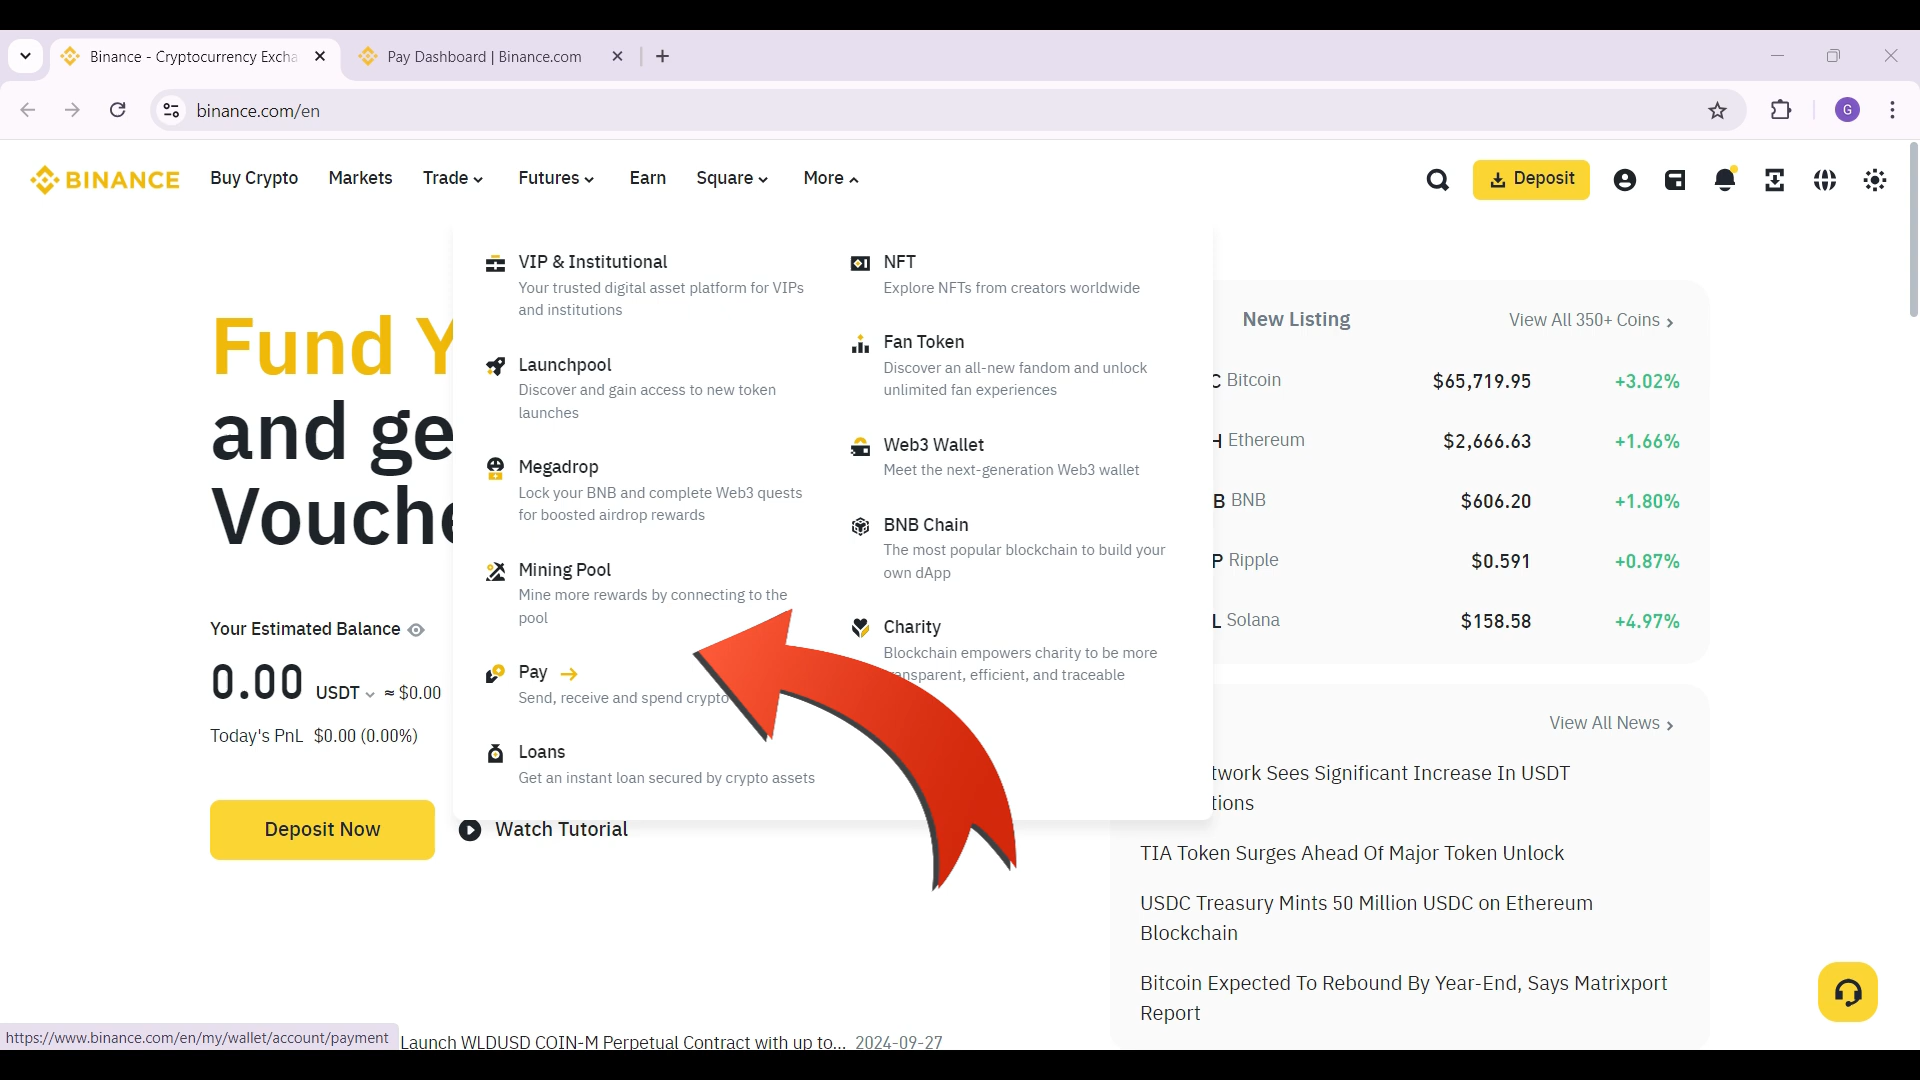 Binance - Cryptocurrency Excha
Pay Dashboard | Binance.com
binance.com/en
G
BINANCE
Buy Crypto
Markets
Trade
Futures
Earn
Square
More
Deposit
VIP & Institutional
Your trusted digital asset platform for VIPs
and institutions
Launchpool
Discover and gain access to new token
launches
Megadrop
Lock your BNB and complete Web3 quests
for boosted airdrop rewards
Mining Pool
Mine more rewards by connecting to the
pool
Pay
Send, receive and spend crypto
Loans
Get an instant loan secured by crypto assets
NFT
Explore NFTs from creators worldwide
Fan Token
Discover an all-new fandom and unlock
unlimited fan experiences
Web3 Wallet
Meet the next-generation Web3 wallet
BNB Chain
The most popular blockchain to build your
own dApp
Charity
Blockchain empowers charity to be more
ansparent, efficient, and traceable
Fund Y
and ge
Vouche
Your Estimated Balance
0.00 USDT ≈ $0.00
Today's PnL $0.00 (0.00%)
Deposit Now
Watch Tutorial
New Listing
View All 350+ Coins
C Bitcoin $65,719.95 +3.02%
H Ethereum $2,666.63 +1.66%
B BNB $606.20 +1.80%
P Ripple $0.591 +0.87%
L Solana $158.58 +4.97%
View All News
twork Sees Significant Increase In USDT
tions
TIA Token Surges Ahead Of Major Token Unlock
USDC Treasury Mints 50 Million USDC on Ethereum
Blockchain
Bitcoin Expected To Rebound By Year-End, Says Matrixport
Report
https://www.binance.com/en/my/wallet/account/payment
Launch WLDUSD COIN-M Perpetual Contract with up to... 2024-09-27